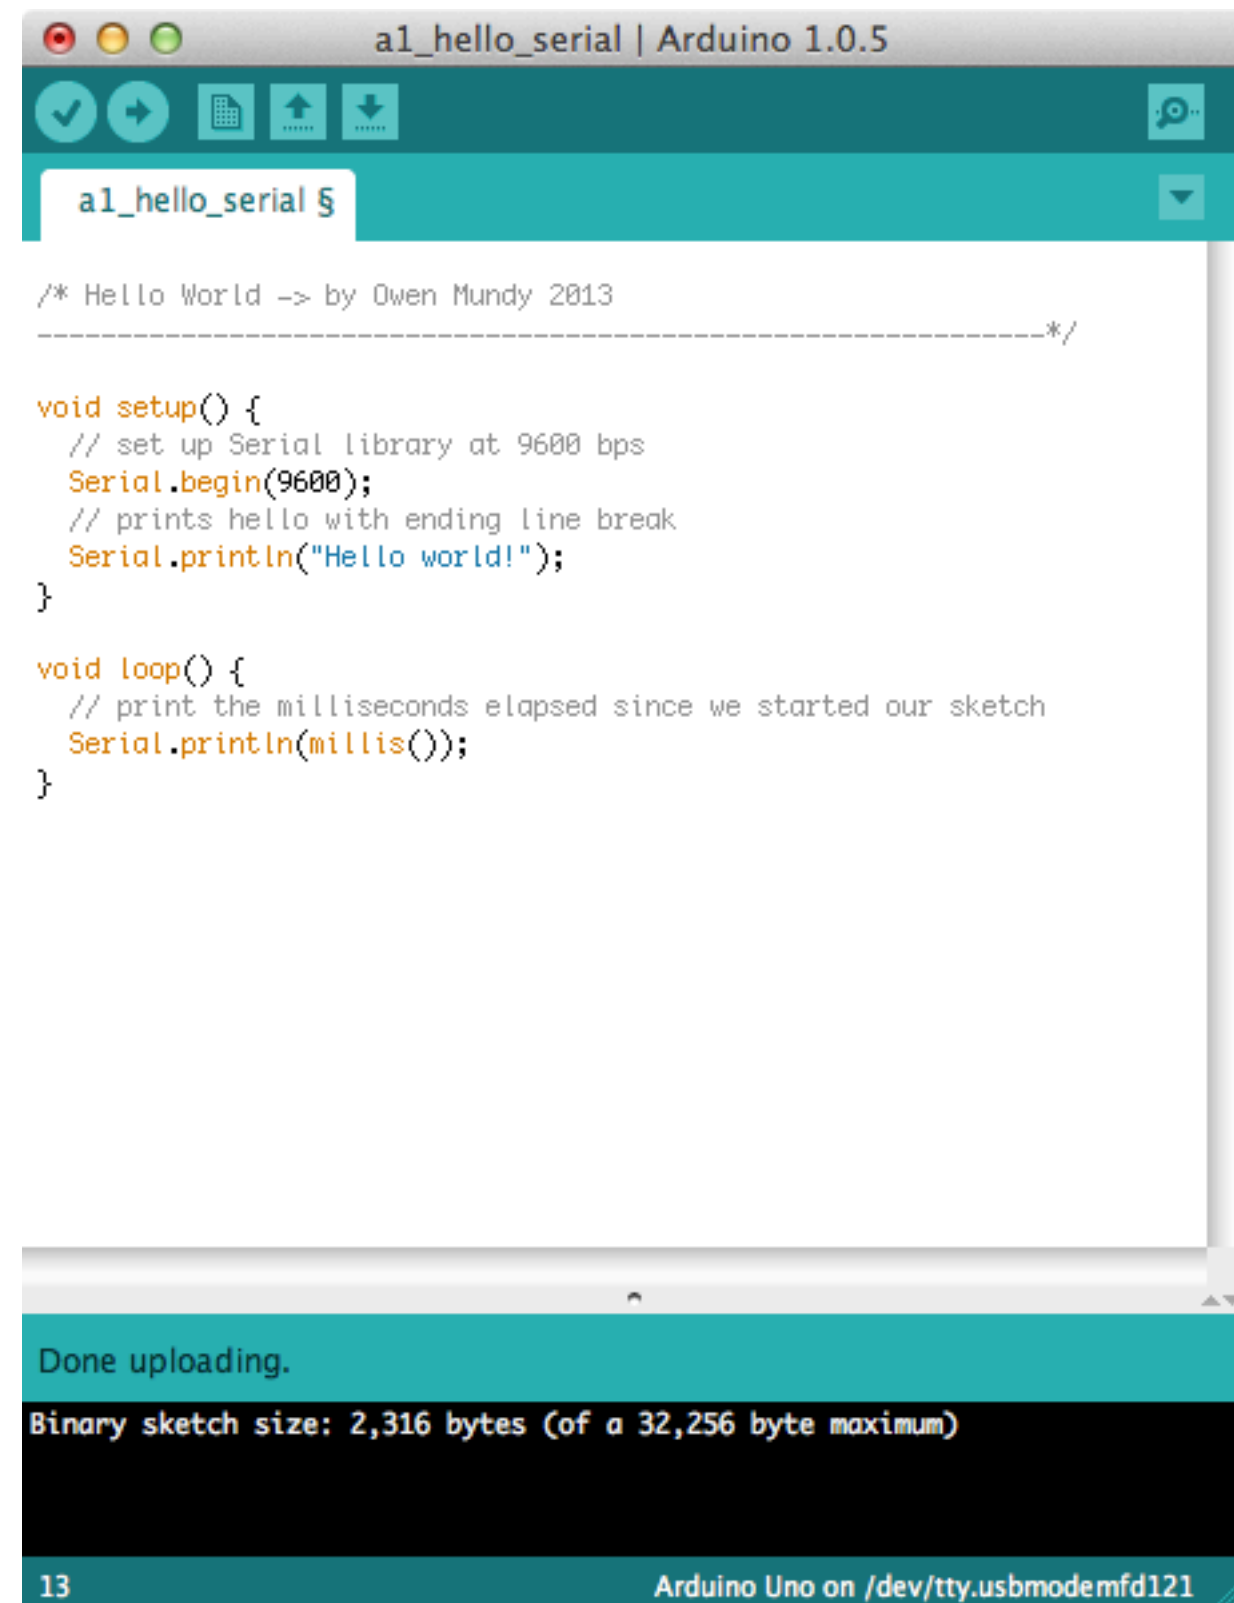 a1_hello_serial | Arduino 1.0.5
a1_hello_serial §
/* Hello World -> by Owen Mundy 2013
---------------------------------------------------------------*/
void setup() {
  // set up Serial library at 9600 bps
  Serial.begin(9600);
  // prints hello with ending line break
  Serial.println("Hello world!");
}
void loop() {
  // print the milliseconds elapsed since we started our sketch
  Serial.println(millis());
}
Done uploading.
Binary sketch size: 2,316 bytes (of a 32,256 byte maximum)
13
Arduino Uno on /dev/tty.usbmodemfd121